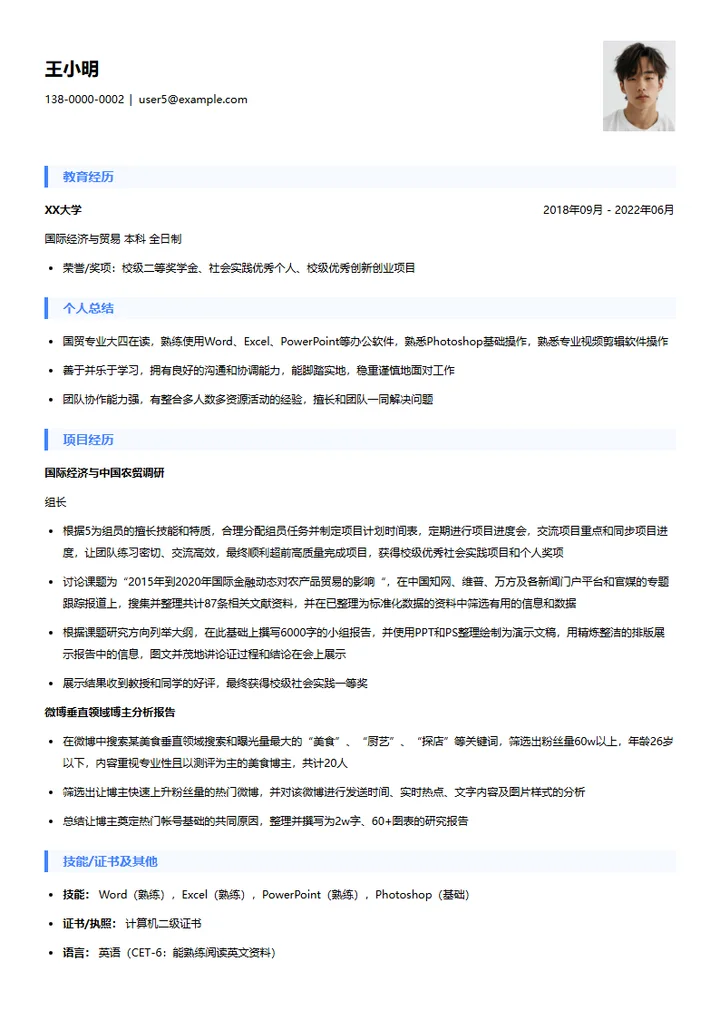 王小明
138-0000-0002 | user5@example.com
教育经历
XX大学 2018年09月 - 2022年06月
国际经济与贸易 本科 全日制
• 荣誉/奖项：校级二等奖学金、社会实践优秀个人、校级优秀创新创业项目
个人总结
• 国贸专业大四在读，熟练使用Word、Excel、PowerPoint等办公软件，熟悉Photoshop基础操作，熟悉专业视频剪辑软件操作
• 善于并乐于学习，拥有良好的沟通和协调能力，能脚踏实地，稳重谨慎地面对工作
• 团队协作能力强，有整合多人数多资源活动的经验，擅长和团队一同解决问题
项目经历
国际经济与中国农贸调研
组长
• 根据5为组员的擅长技能和特质，合理分配组员任务并制定项目计划时间表，定期进行项目进度会，交流项目重点和同步项目进
度，让团队练习密切、交流高效，最终顺利超前高质量完成项目，获得校级优秀社会实践项目和个人奖项
• 讨论课题为“2015年到2020年国际金融动态对农产品贸易的影响“，在中国知网、维普、万方及各新闻门户平台和官媒的专题
跟踪报道上，搜集并整理共计87条相关文献资料，并在已整理为标准化数据的资料中筛选有用的信息和数据
• 根据课题研究方向列举大纲，在此基础上撰写6000字的小组报告，并使用PPT和PS整理绘制为演示文稿，用精炼整洁的排版展
示报告中的信息，图文并茂地讲论证过程和结论在会上展示
• 展示结果收到教授和同学的好评，最终获得校级社会实践一等奖
微博垂直领域博主分析报告
• 在微博中搜索某美食垂直领域搜索和曝光量最大的“美食”、“厨艺”、“探店”等关键词，筛选出粉丝量60w以上，年龄26岁
以下，内容重视专业性且以测评为主的美食博主，共计20人
• 筛选出让博主快速上升粉丝量的热门微博，并对该微博进行发送时间、实时热点、文字内容及图片样式的分析
• 总结让博主奠定热门帐号基础的共同原因，整理并撰写为2w字、60+图表的研究报告
技能/证书及其他
• 技能： Word（熟练）, Excel（熟练）, PowerPoint（熟练）, Photoshop（基础）
• 证书/执照： 计算机二级证书
• 语言： 英语（CET-6：能熟练阅读英文资料）